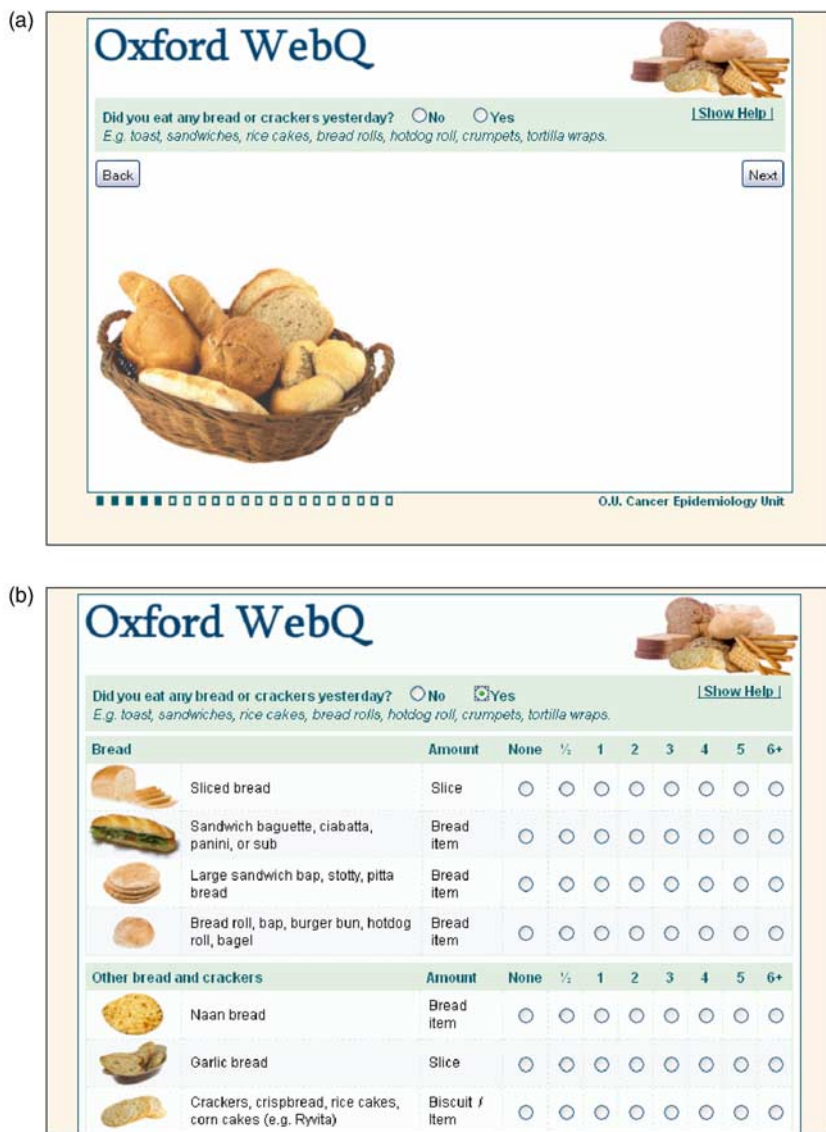 (a)
Oxford WebQ
Did you eat any bread or crackers yesterday? No Yes | Show Help |
E.g. toast, sandwiches, rice cakes, bread rolls, hotdog roll, crumpets, tortilla wraps.
Back Next
O.U. Cancer Epidemiology Unit
(b)
Oxford WebQ
Did you eat any bread or crackers yesterday? No Yes | Show Help |
E.g. toast, sandwiches, rice cakes, bread rolls, hotdog roll, crumpets, tortilla wraps.
Bread Amount None ½ 1 2 3 4 5 6+
Sliced bread Slice
Sandwich baguette, ciabatta, Bread
panini, or sub item
Large sandwich bap, stotty, pitta Bread
bread item
Bread roll, bap, burger bun, hotdog Bread
roll, bagel item
Other bread and crackers Amount None ½ 1 2 3 4 5 6+
Naan bread Bread
item
Garlic bread Slice
Crackers, crispbread, rice cakes, Biscuit /
corn cakes (e.g. Ryvita) Item